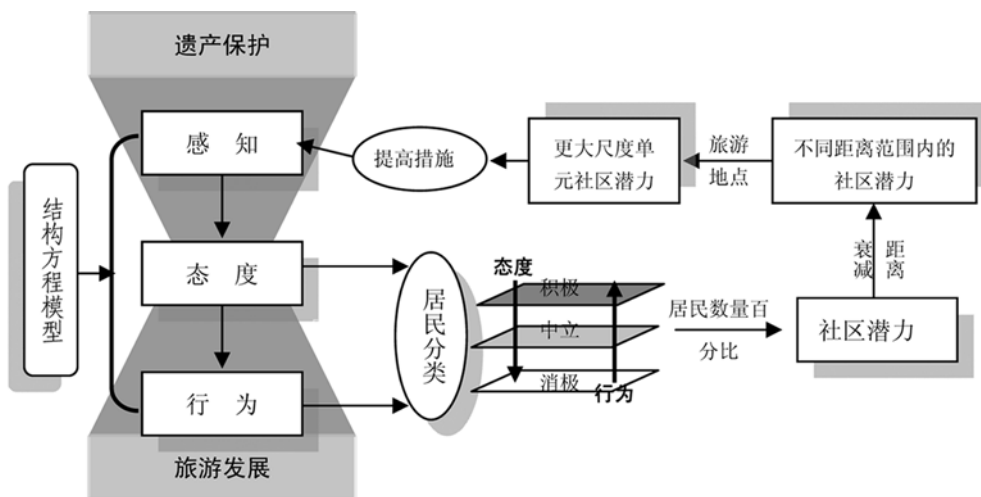 遗产保护
感 知
提高措施
更大尺度单
元社区潜力
旅游
地点
不同距离范围内的
社区潜力
结构方程模型
态 度
居民分类
态度
积极
中立
消极
行为
居民数量百
分比
衰减
距离
社区潜力
行 为
旅游发展